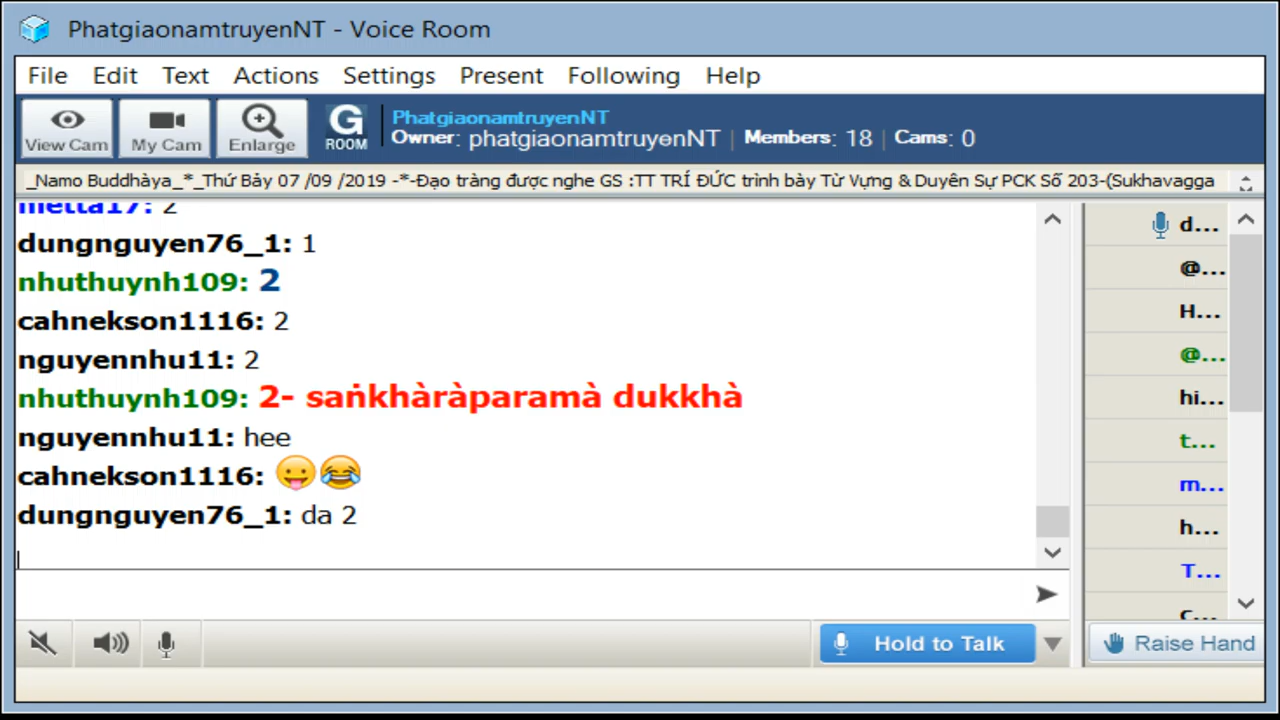 PhatgiaonamtruyenNT - Voice Room
File Edit Text Actions Settings Present Following Help
View Cam My Cam Enlarge G ROOM
PhatgiaonamtruyenNT
Owner: phatgiaonamtruyenNT | Members: 18 | Cams: 0
_Namo Buddhàya_*_Thứ Bảy 07 /09 /2019 -*-Đạo tràng được nghe GS :TT TRÍ ĐỨC trình bày Từ Vựng & Duyên Sự PCK Số 203-(Sukhavagga
metta17: 2
dungnguyen76_1: 1
nhuthuynh109: 2
cahnekson1116: 2
nguyennhu11: 2
nhuthuynh109: 2- saṅkhàràparamà dukkhà
nguyennhu11: hee
cahnekson1116: 😛😂
dungnguyen76_1: da 2
d...
@...
H...
@...
hi...
t...
m...
h...
T...
c...
Hold to Talk
Raise Hand